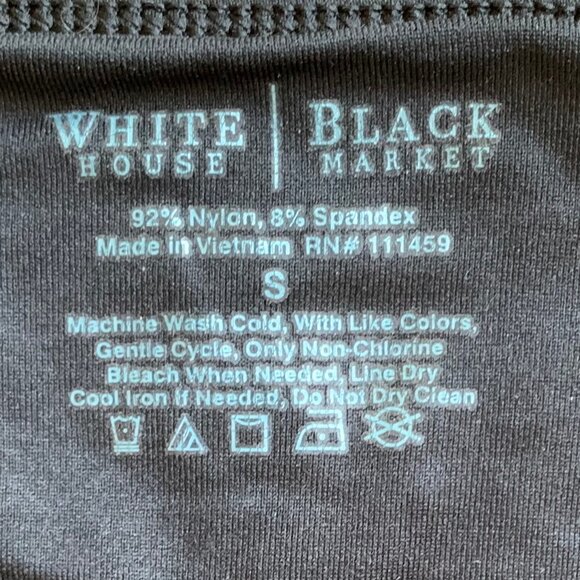 WHITE HOUSE | BLACK MARKET
92% Nylon, 8% Spandex
Made in Vietnam RN# 111459
S
Machine Wash Cold, With Like Colors,
Gentle Cycle, Only Non-Chlorine
Bleach When Needed, Line Dry
Cool Iron If Needed, Do Not Dry Clean